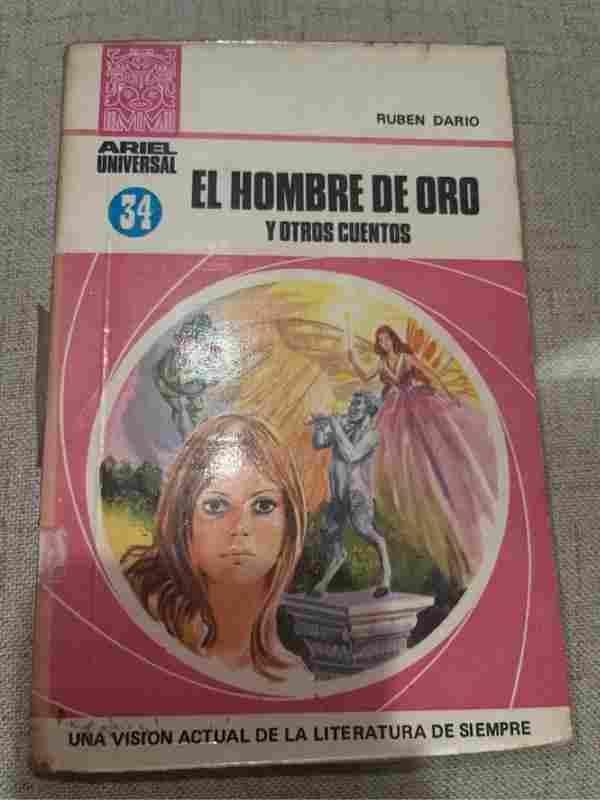 RUBEN DARIO
ARIEL
UNIVERSAL
34
EL HOMBRE DE ORO
Y OTROS CUENTOS
UNA VISION ACTUAL DE LA LITERATURA DE SIEMPRE